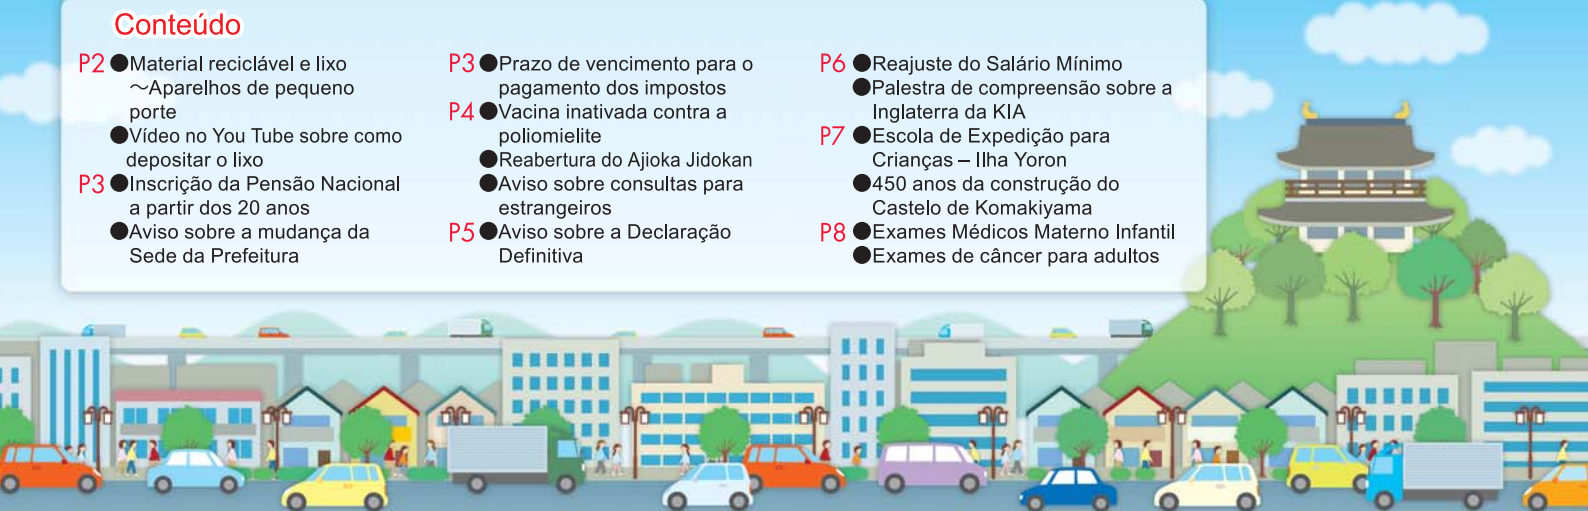 Conteúdo
P2 ●Material reciclável e lixo
～Aparelhos de pequeno
porte
●Vídeo no You Tube sobre como
depositar o lixo
P3 ●Inscrição da Pensão Nacional
a partir dos 20 anos
●Aviso sobre a mudança da
Sede da Prefeitura
P3 ●Prazo de vencimento para o
pagamento dos impostos
P4 ●Vacina inativada contra a
poliomielite
●Reabertura do Ajioka Jidokan
●Aviso sobre consultas para
estrangeiros
P5 ●Aviso sobre a Declaração
Definitiva
P6 ●Reajuste do Salário Mínimo
●Palestra de compreensão sobre a
Inglaterra da KIA
P7 ●Escola de Expedição para
Crianças – Ilha Yoron
●450 anos da construção do
Castelo de Komakiyama
P8 ●Exames Médicos Materno Infantil
●Exames de câncer para adultos